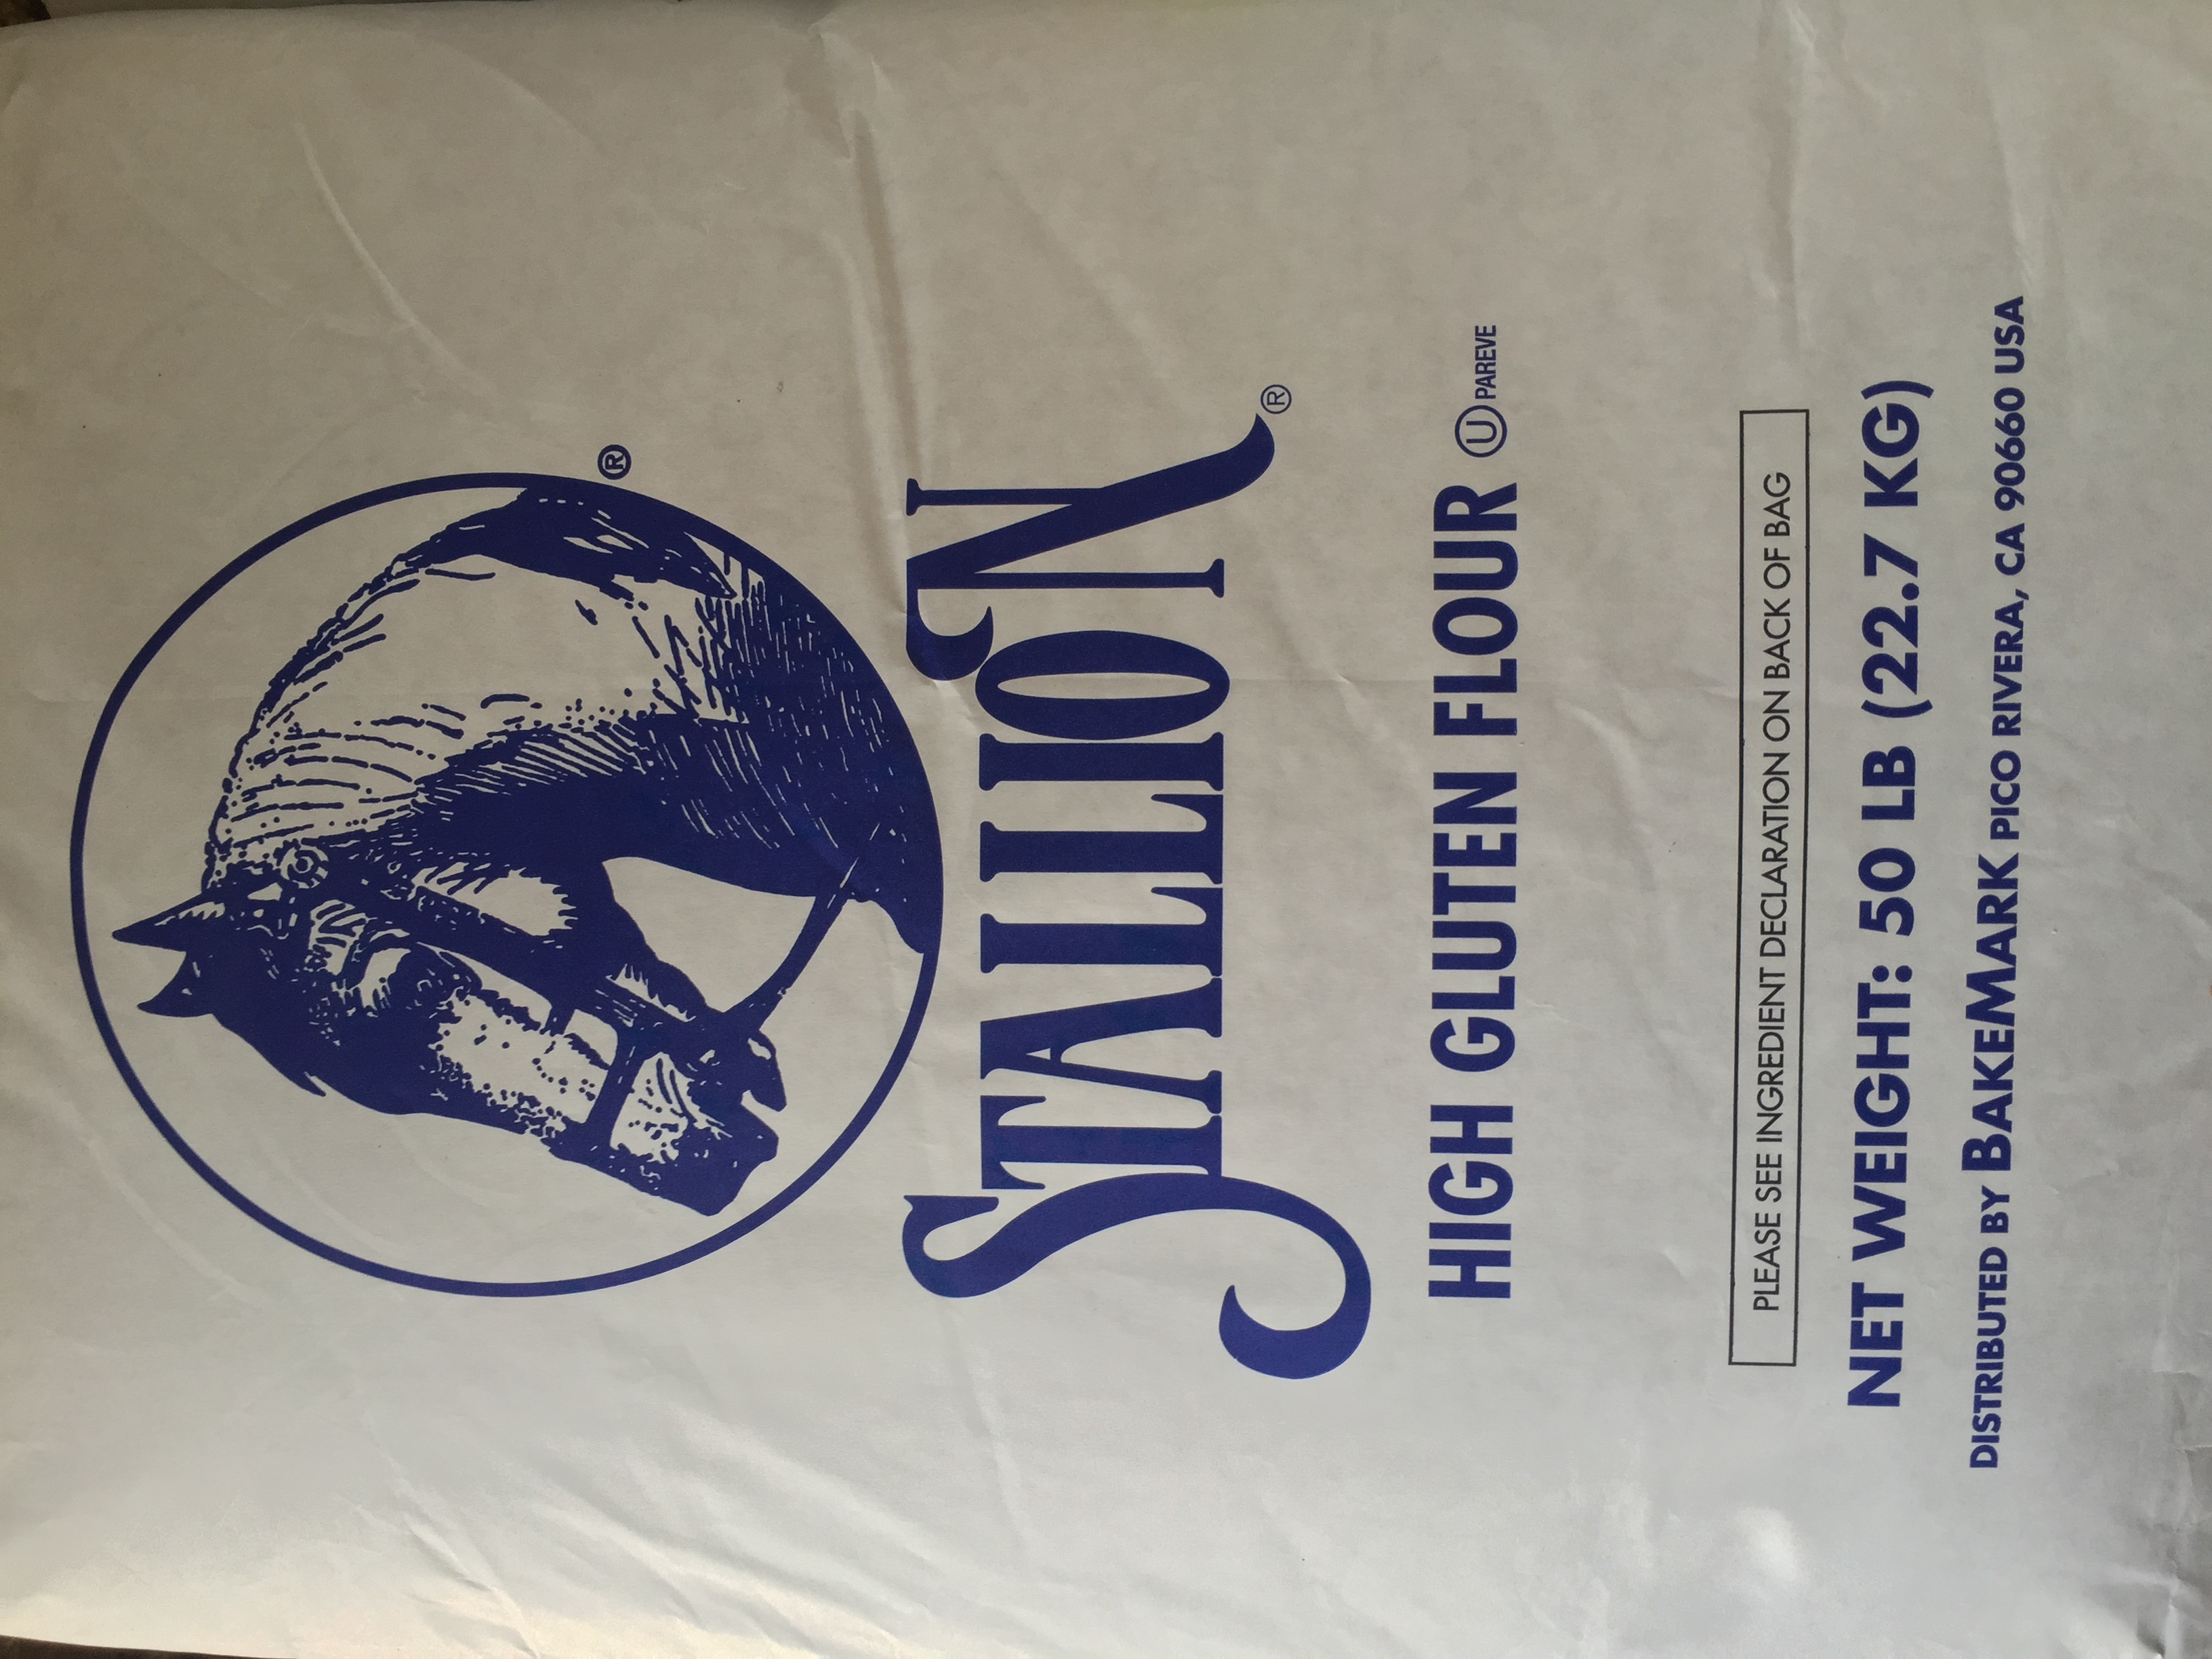 ®
STALLION®
HIGH GLUTEN FLOUR Ⓤ PAREVE
PLEASE SEE INGREDIENT DECLARATION ON BACK OF BAG
NET WEIGHT: 50 LB (22.7 KG)
DISTRIBUTED BY BAKEMARK PICO RIVERA, CA 90660 USA